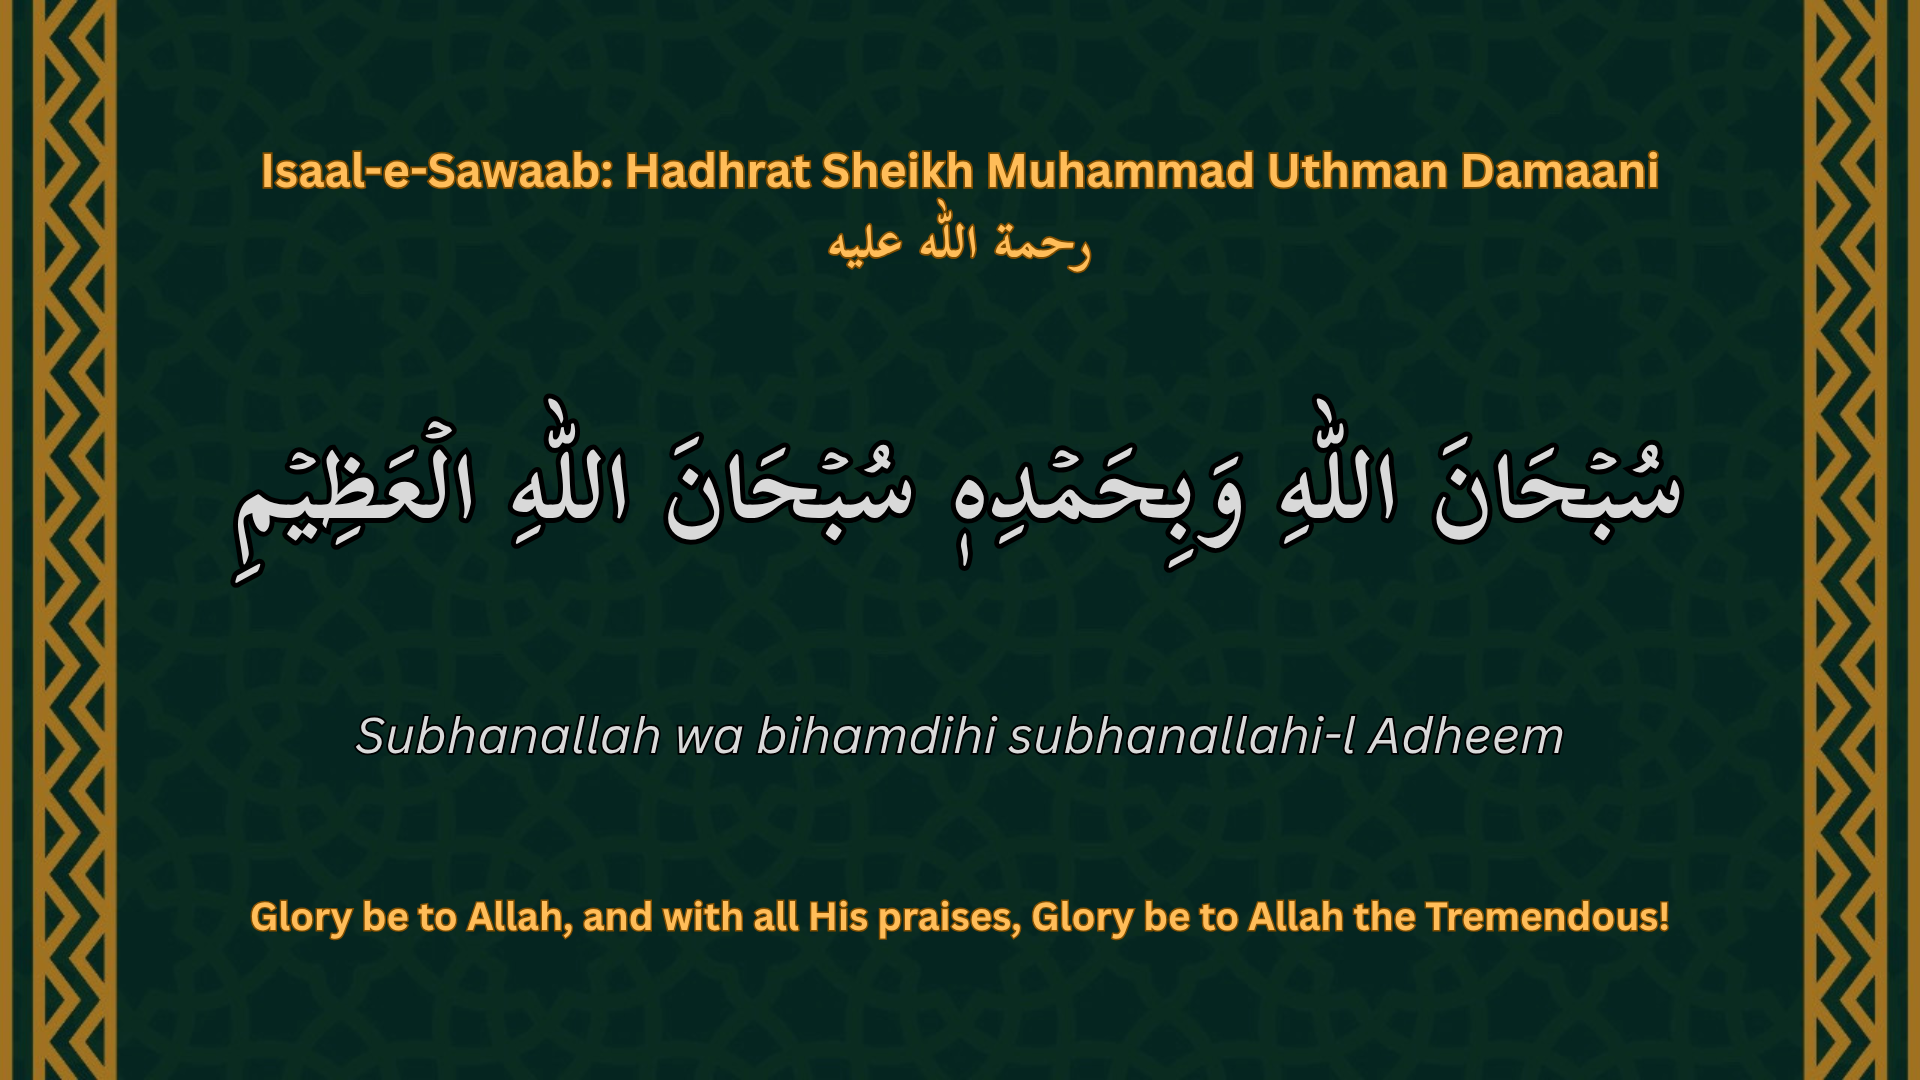 Isaal-e-Sawaab: Hadhrat Sheikh Muhammad Uthman Damaani
رحمة الله عليه
سُبْحَانَ اللّٰهِ وَبِحَمْدِهٖ سُبْحَانَ اللّٰهِ الْعَظِيْمِ
Subhanallah wa bihamdihi subhanallahi-l Adheem
Glory be to Allah, and with all His praises, Glory be to Allah the Tremendous!